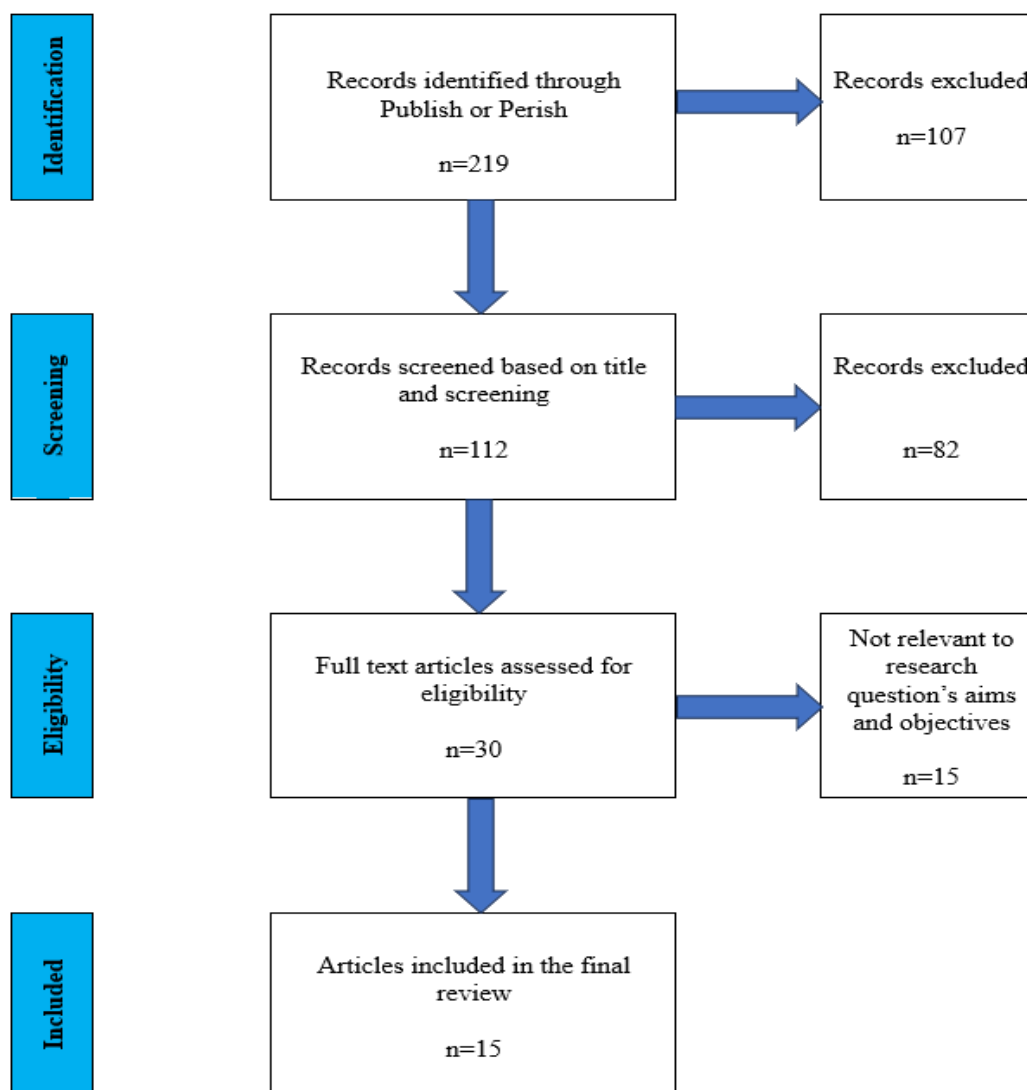 Identification
Records identified through
Publish or Perish
n=219
Records excluded
n=107
Screening
Records screened based on title
and screening
n=112
Records excluded
n=82
Eligibility
Full text articles assessed for
eligibility
n=30
Not relevant to
research
question’s aims
and objectives
n=15
Included
Articles included in the final
review
n=15